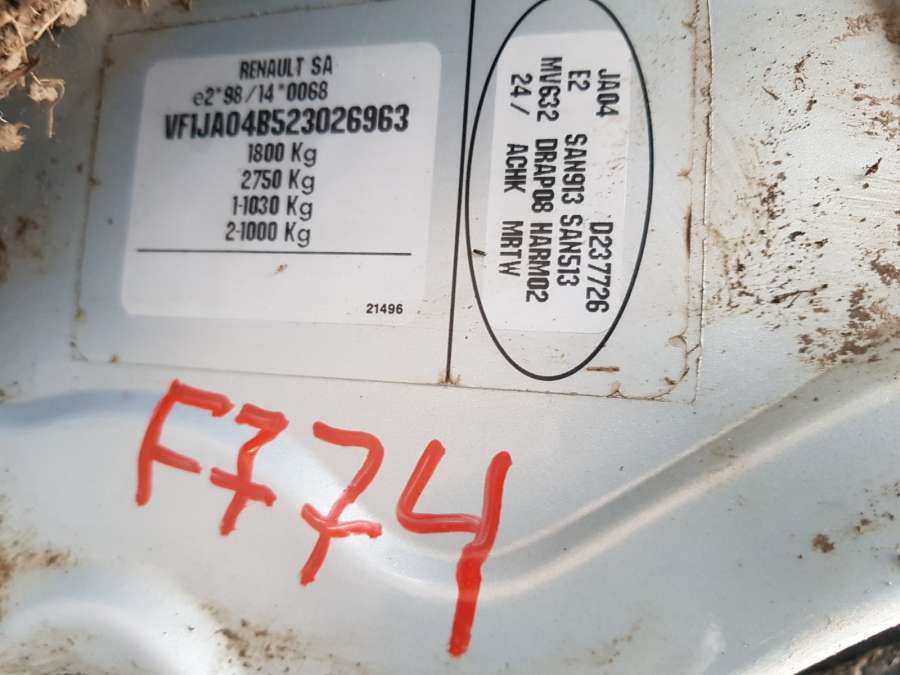 RENAULT SA
e2*98/14*0068
VF1JA04B523026963
1800 Kg
2750 Kg
1-1030 Kg
2-1000 Kg
21496
JA04 D237726
E2 SAN913 SAN513
MV632 DRAP08 HARM02
24/ ACHK MRTW
F774